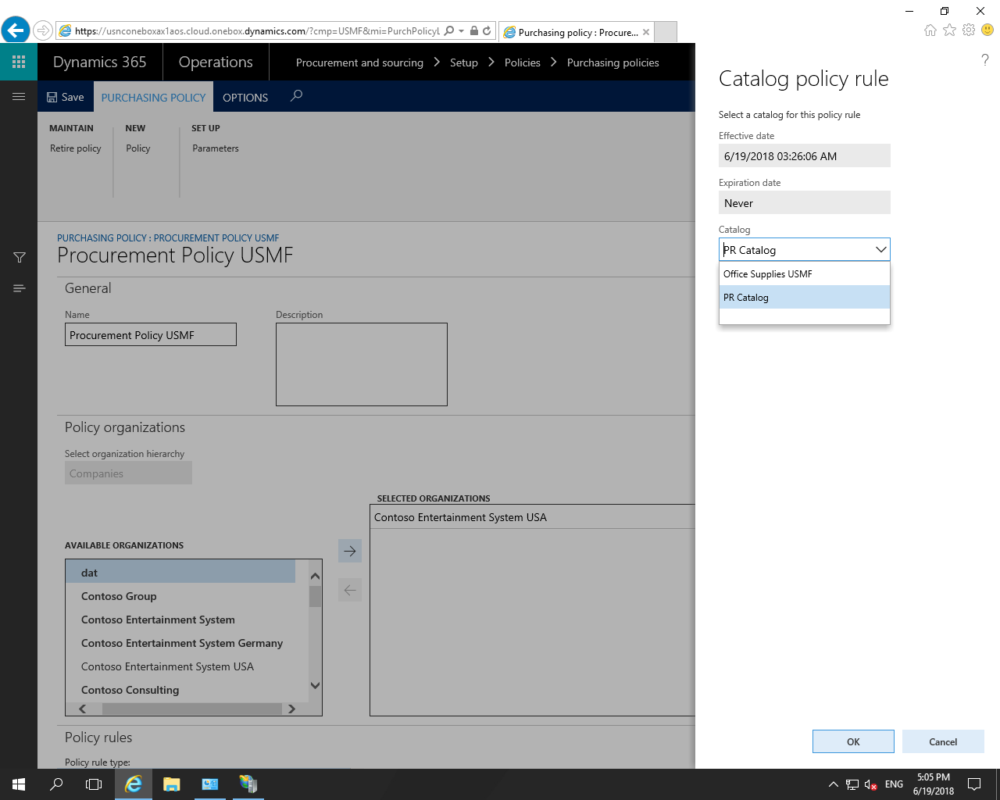 https://usnconeboxax1aos.cloud.onebox.dynamics.com/?cmp=USMF&mi=PurchPolicyL
Purchasing policy : Procure...
Dynamics 365
Operations
Procurement and sourcing > Setup > Policies > Purchasing policies
Save
PURCHASING POLICY
OPTIONS
MAINTAIN
Retire policy
NEW
Policy
SET UP
Parameters
PURCHASING POLICY : PROCUREMENT POLICY USMF
Procurement Policy USMF
General
Name
Procurement Policy USMF
Description
Policy organizations
Select organization hierarchy
Companies
AVAILABLE ORGANIZATIONS
dat
Contoso Group
Contoso Entertainment System
Contoso Entertainment System Germany
Contoso Entertainment System USA
Contoso Consulting
SELECTED ORGANIZATIONS
Contoso Entertainment System USA
Policy rules
Policy rule type:
?
Catalog policy rule
Select a catalog for this policy rule
Effective date
6/19/2018 03:26:06 AM
Expiration date
Never
Catalog
PR Catalog
Office Supplies USMF
PR Catalog
OK
Cancel
ENG
5:05 PM
6/19/2018